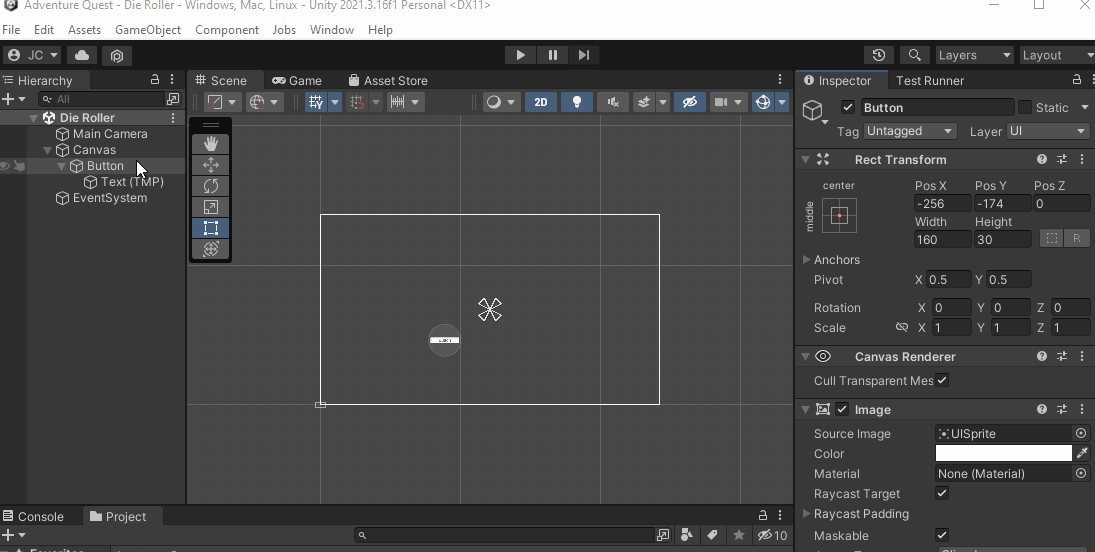 Adventure Quest - Die Roller - Windows, Mac, Linux - Unity 2021.3.16f1 Personal <DX11>
File Edit Assets GameObject Component Jobs Window Help
JC Layers Layout
Hierarchy Scene Game Asset Store Inspector Test Runner
All 2D Button Static
Die Roller Tag Untagged Layer UI
Main Camera
Canvas Rect Transform
Button
Text (TMP)
EventSystem
center Pos X Pos Y Pos Z
middle -256 -174 0
Width Height
160 30 R
Anchors
Pivot X 0.5 Y 0.5
Rotation X 0 Y 0 Z 0
Scale X 1 Y 1 Z 1
Canvas Renderer
Cull Transparent Mes
Image
Source Image UISprite
Color
Material None (Material)
Raycast Target
Raycast Padding
Console Project
Maskable
10